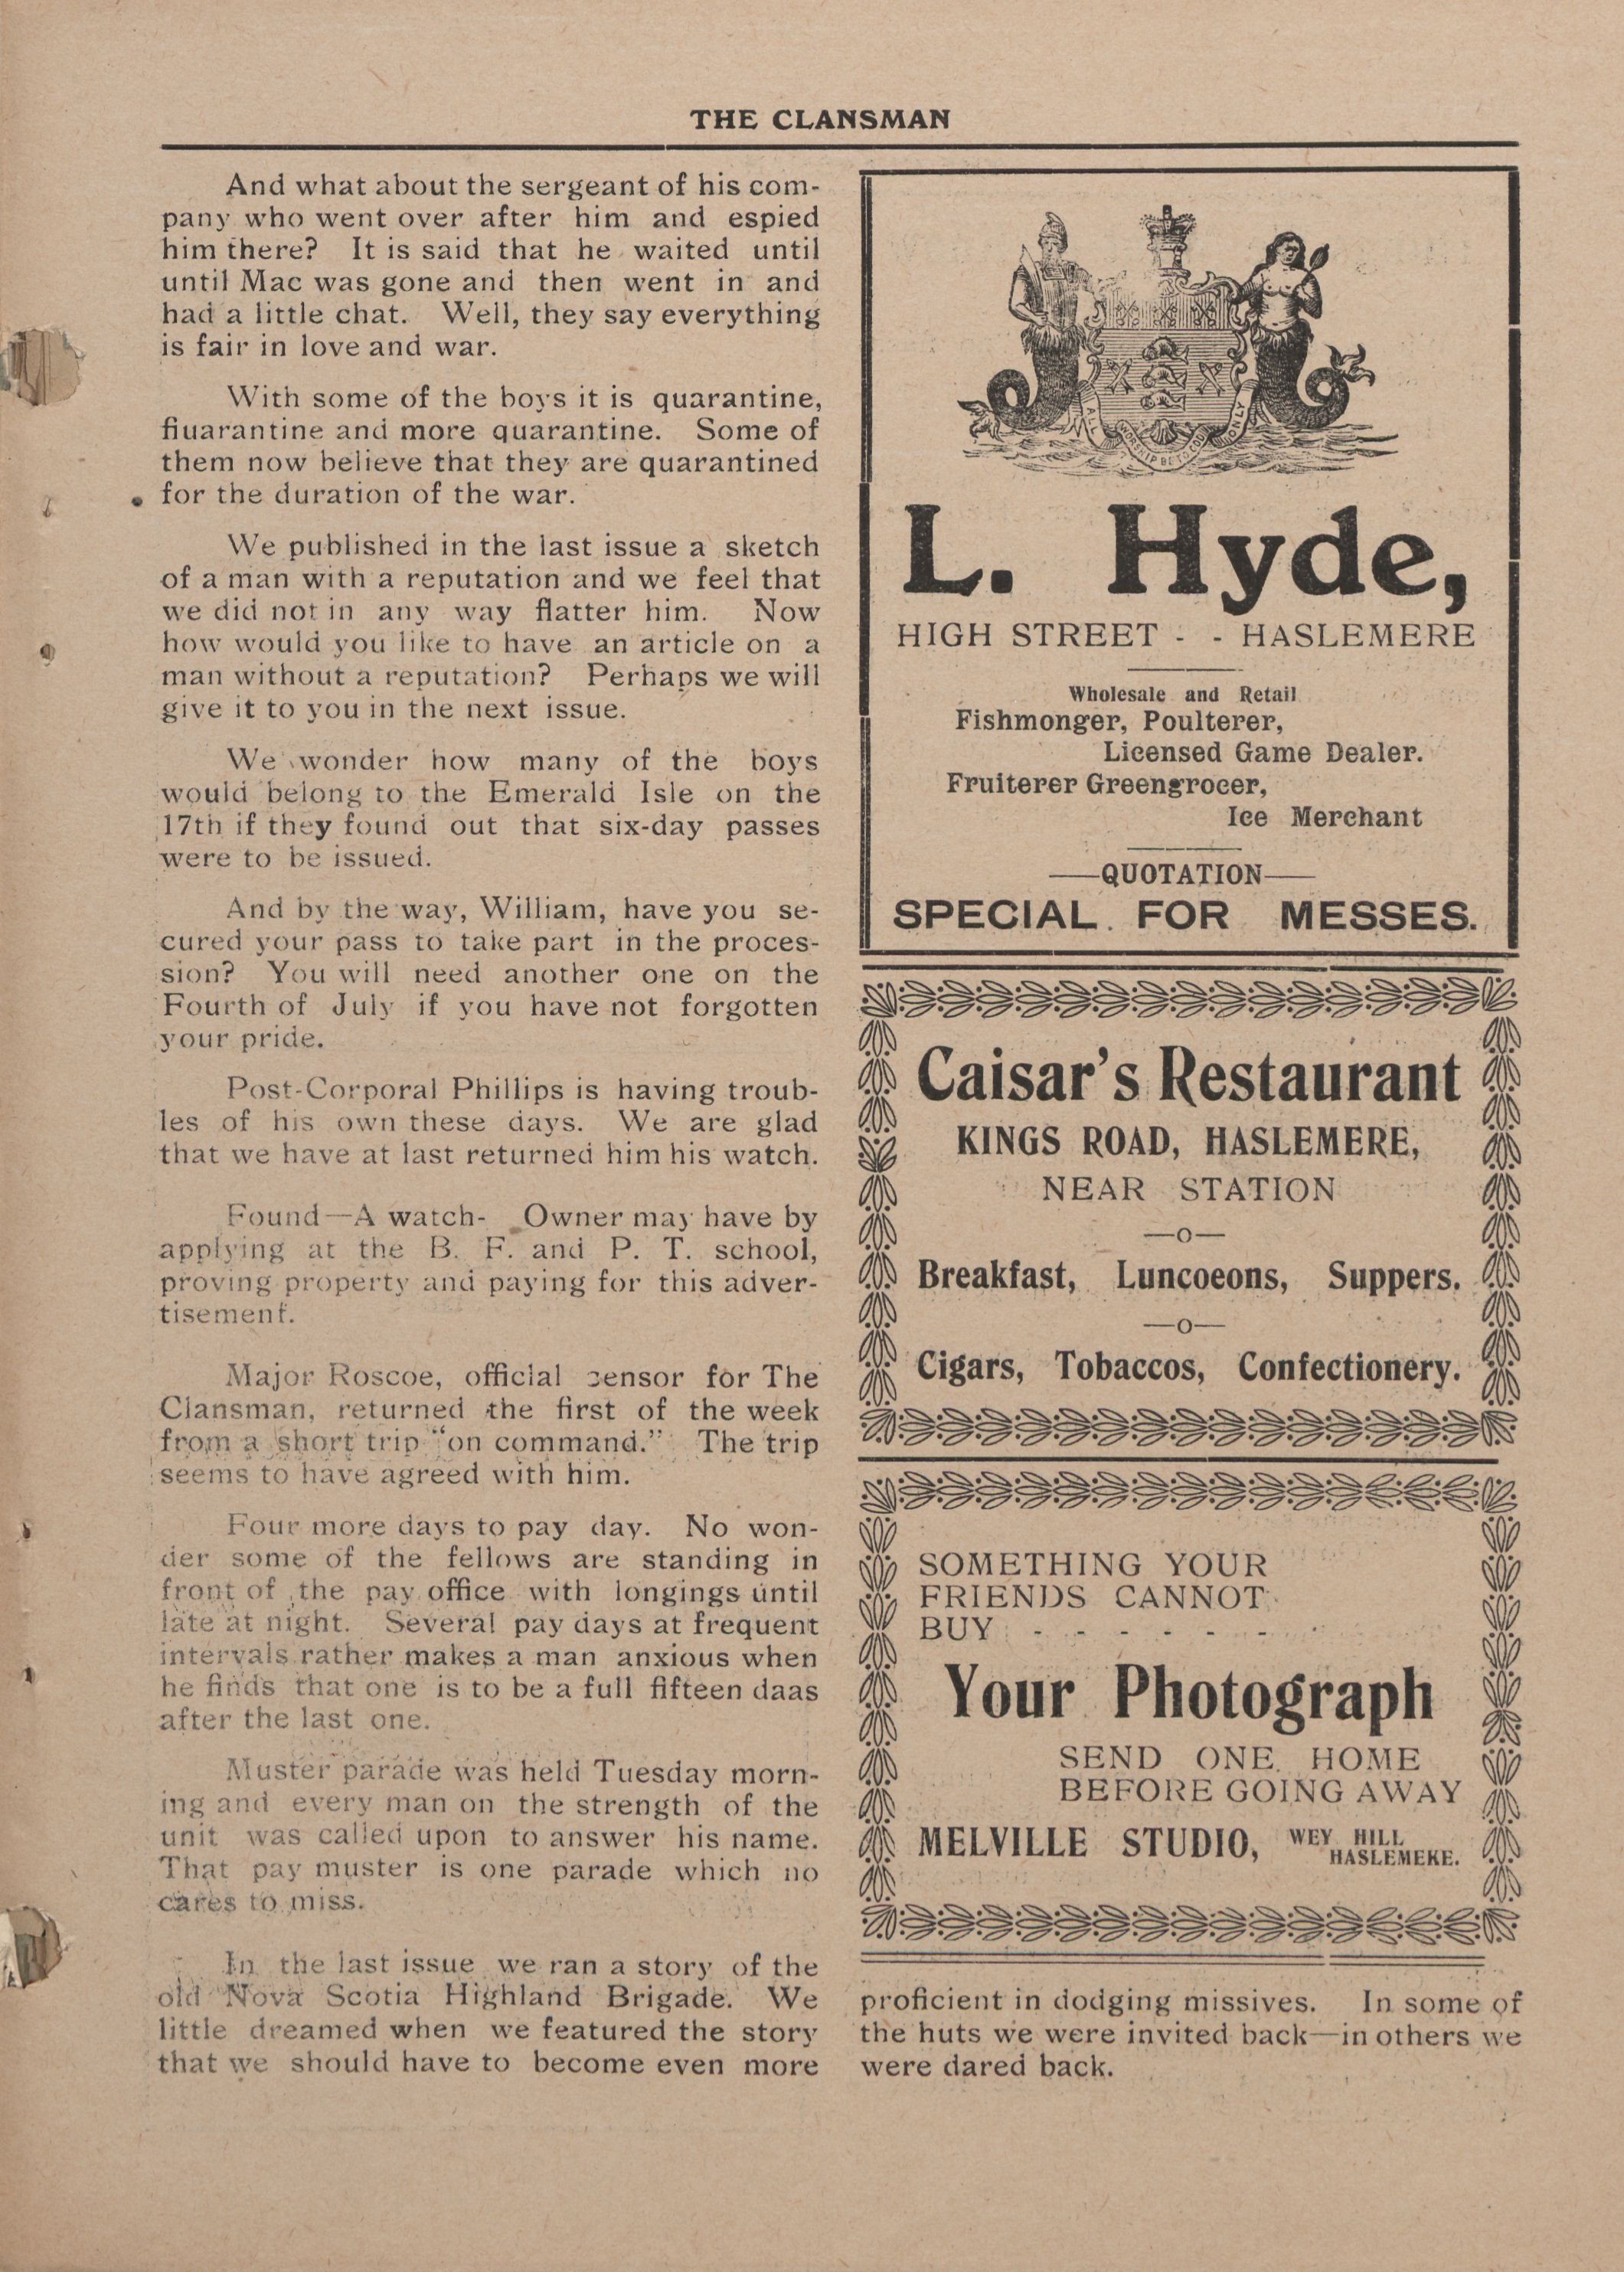 THE CLANSMAN
And what about the sergeant of his com-
pany who went over after him and espied
him there? It is said that he waited until
until Mac was gone and then went in and
had a little chat. Well, they say everything
is fair in love and war.
With some of the boys it is quarantine,
fiuarantine and more quarantine. Some of
them now believe that they are quarantined
for the duration of the war.
We published in the last issue a sketch
of a man with a reputation and we feel that
we did not in any way flatter him. Now
how would you like to have an article on a
man without a reputation? Perhaps we will
give it to you in the next issue.
We wonder how many of the boys
would belong to the Emerald Isle on the
17th if they found out that six-day passes
were to be issued.
And by the way, William, have you se-
cured your pass to take part in the proces-
sion? You will need another one on the
Fourth of July if you have not forgotten
your pride.
Post-Corporal Phillips is having troub-
les of his own these days. We are glad
that we have at last returned him his watch.
Found—A watch- Owner may have by
applying at the B. F. and P. T. school,
proving property and paying for this adver-
tisement.
Major Roscoe, official censor for The
Clansman, returned the first of the week
from a short trip "on command." The trip
seems to have agreed with him.
Four more days to pay day. No won-
der some of the fellows are standing in
front of the pay office with longings until
late at night. Several pay days at frequent
intervals rather makes a man anxious when
he finds that one is to be a full fifteen daas
after the last one.
Muster parade was held Tuesday morn-
ing and every man on the strength of the
unit was called upon to answer his name.
That pay muster is one parade which no
cares to miss.
In the last issue we ran a story of the
old Nova Scotia Highland Brigade. We
little dreamed when we featured the story
that we should have to become even more
ALL WORSHIP BE TO GOD ONLY
L. Hyde,
HIGH STREET - - HASLEMERE
Wholesale and Retail
Fishmonger, Poulterer,
Licensed Game Dealer.
Fruiterer Greengrocer,
Ice Merchant
—QUOTATION—
SPECIAL FOR MESSES.
Caisar's Restaurant
KINGS ROAD, HASLEMERE,
NEAR STATION
—o—
Breakfast, Luncoeons, Suppers.
—o—
Cigars, Tobaccos, Confectionery.
SOMETHING YOUR
FRIENDS CANNOT
BUY - - - - - -
Your Photograph
SEND ONE HOME
BEFORE GOING AWAY
MELVILLE STUDIO, WEY HILL
HASLEMEKE.
proficient in dodging missives. In some of
the huts we were invited back—in others we
were dared back.